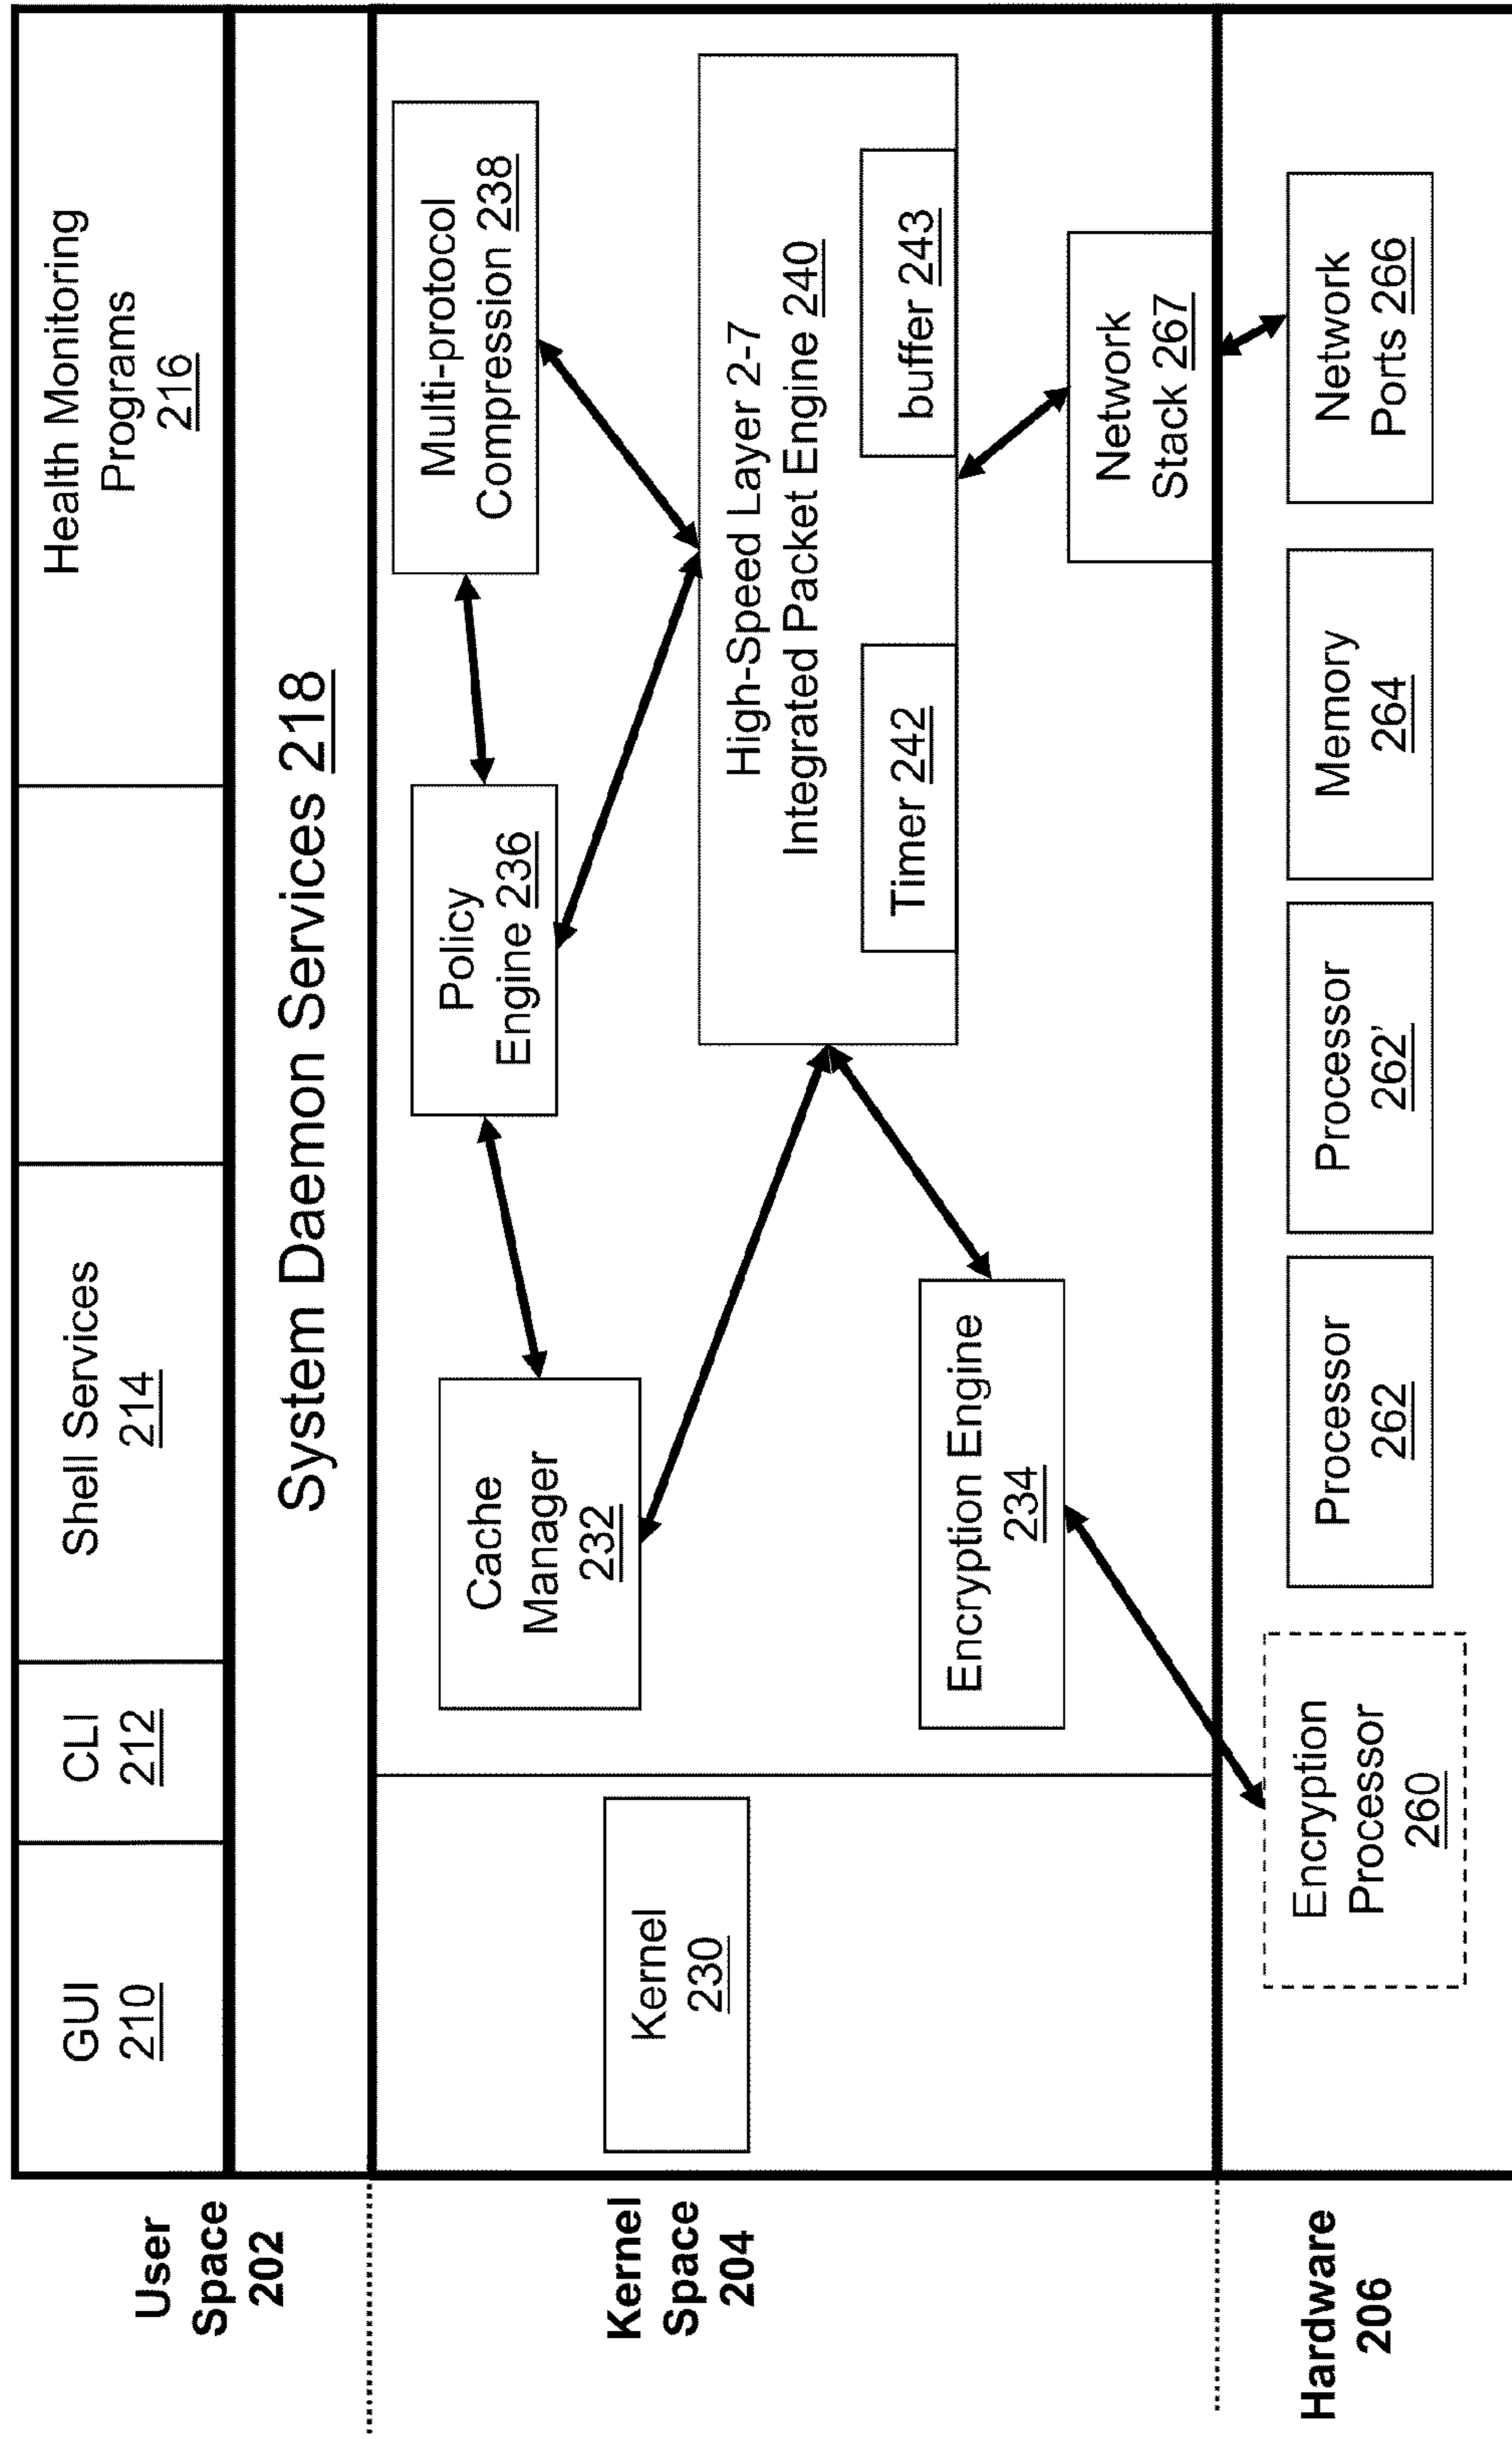 User
Space
202
GUI
210
CLI
212
Shell Services
214
Health Monitoring
Programs
216
System Daemon Services 218
Kernel
Space
204
Kernel
230
Cache
Manager
232
Policy
Engine 236
Multi-protocol
Compression 238
High-Speed Layer 2-7
Integrated Packet Engine 240
Timer 242
buffer 243
Encryption Engine
234
Network
Stack 267
Hardware
206
Encryption
Processor
260
Processor
262
Processor
262'
Memory
264
Network
Ports 266